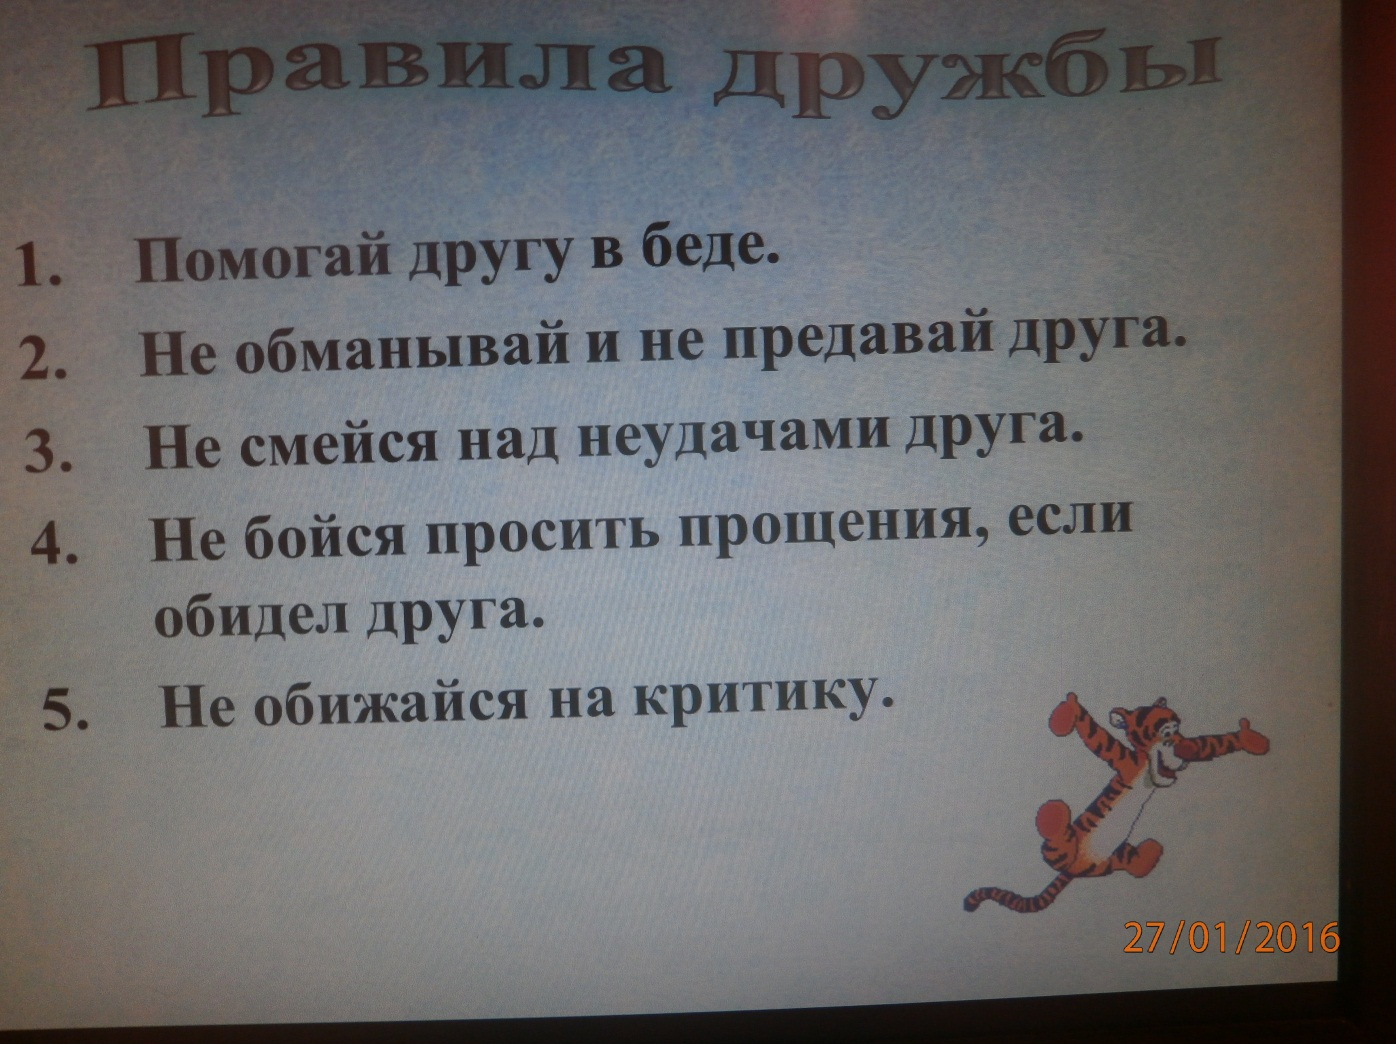 Правила дружбы
1. Помогай другу в беде.
2. Не обманывай и не предавай друга.
3. Не смейся над неудачами друга.
4. Не бойся просить прощения, если
обидел друга.
5. Не обижайся на критику.
27/01/2016